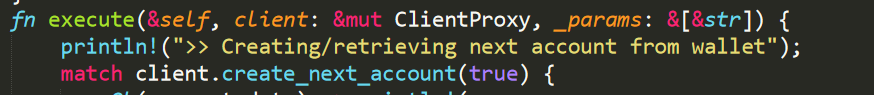 fn execute(&self, client: &mut ClientProxy, _params: &[&str]) {
println!(">> Creating/retrieving next account from wallet");
match client.create_next_account(true) {